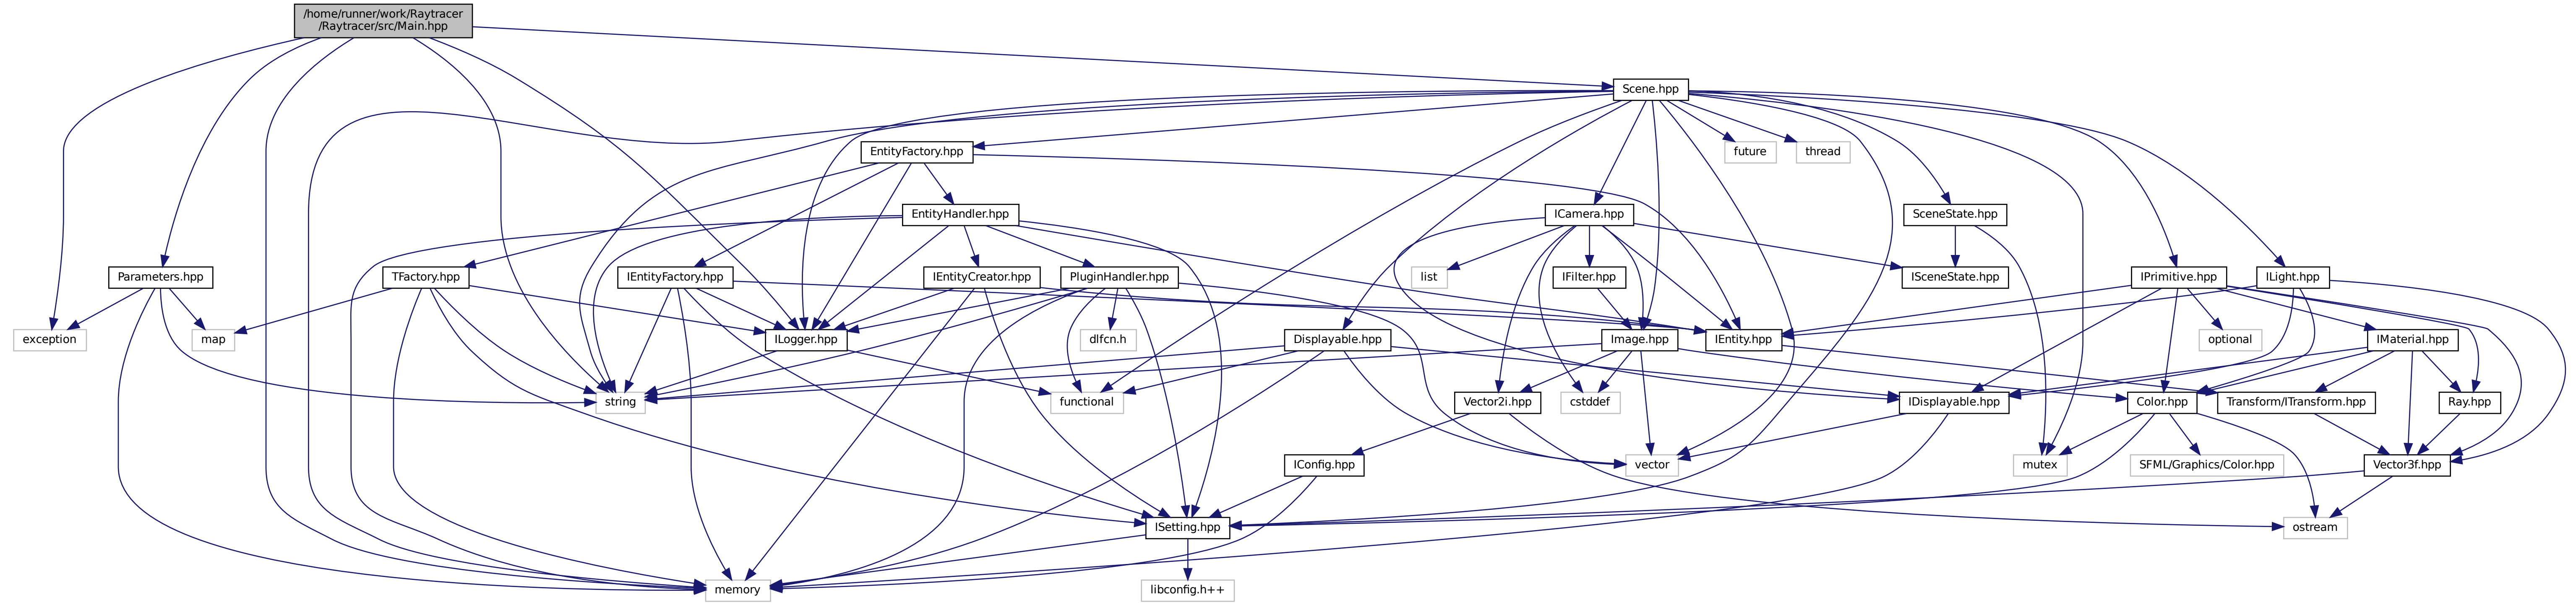 /home/runner/work/Raytracer
/Raytracer/src/Main.hpp
Scene.hpp
EntityFactory.hpp
future
thread
EntityHandler.hpp
ICamera.hpp
SceneState.hpp
Parameters.hpp
TFactory.hpp
IEntityFactory.hpp
IEntityCreator.hpp
PluginHandler.hpp
list
IFilter.hpp
ISceneState.hpp
IPrimitive.hpp
ILight.hpp
exception
map
ILogger.hpp
dlfcn.h
Displayable.hpp
Image.hpp
IEntity.hpp
optional
IMaterial.hpp
string
functional
Vector2i.hpp
cstddef
IDisplayable.hpp
Color.hpp
Transform/ITransform.hpp
Ray.hpp
IConfig.hpp
vector
mutex
SFML/Graphics/Color.hpp
Vector3f.hpp
ISetting.hpp
ostream
memory
libconfig.h++